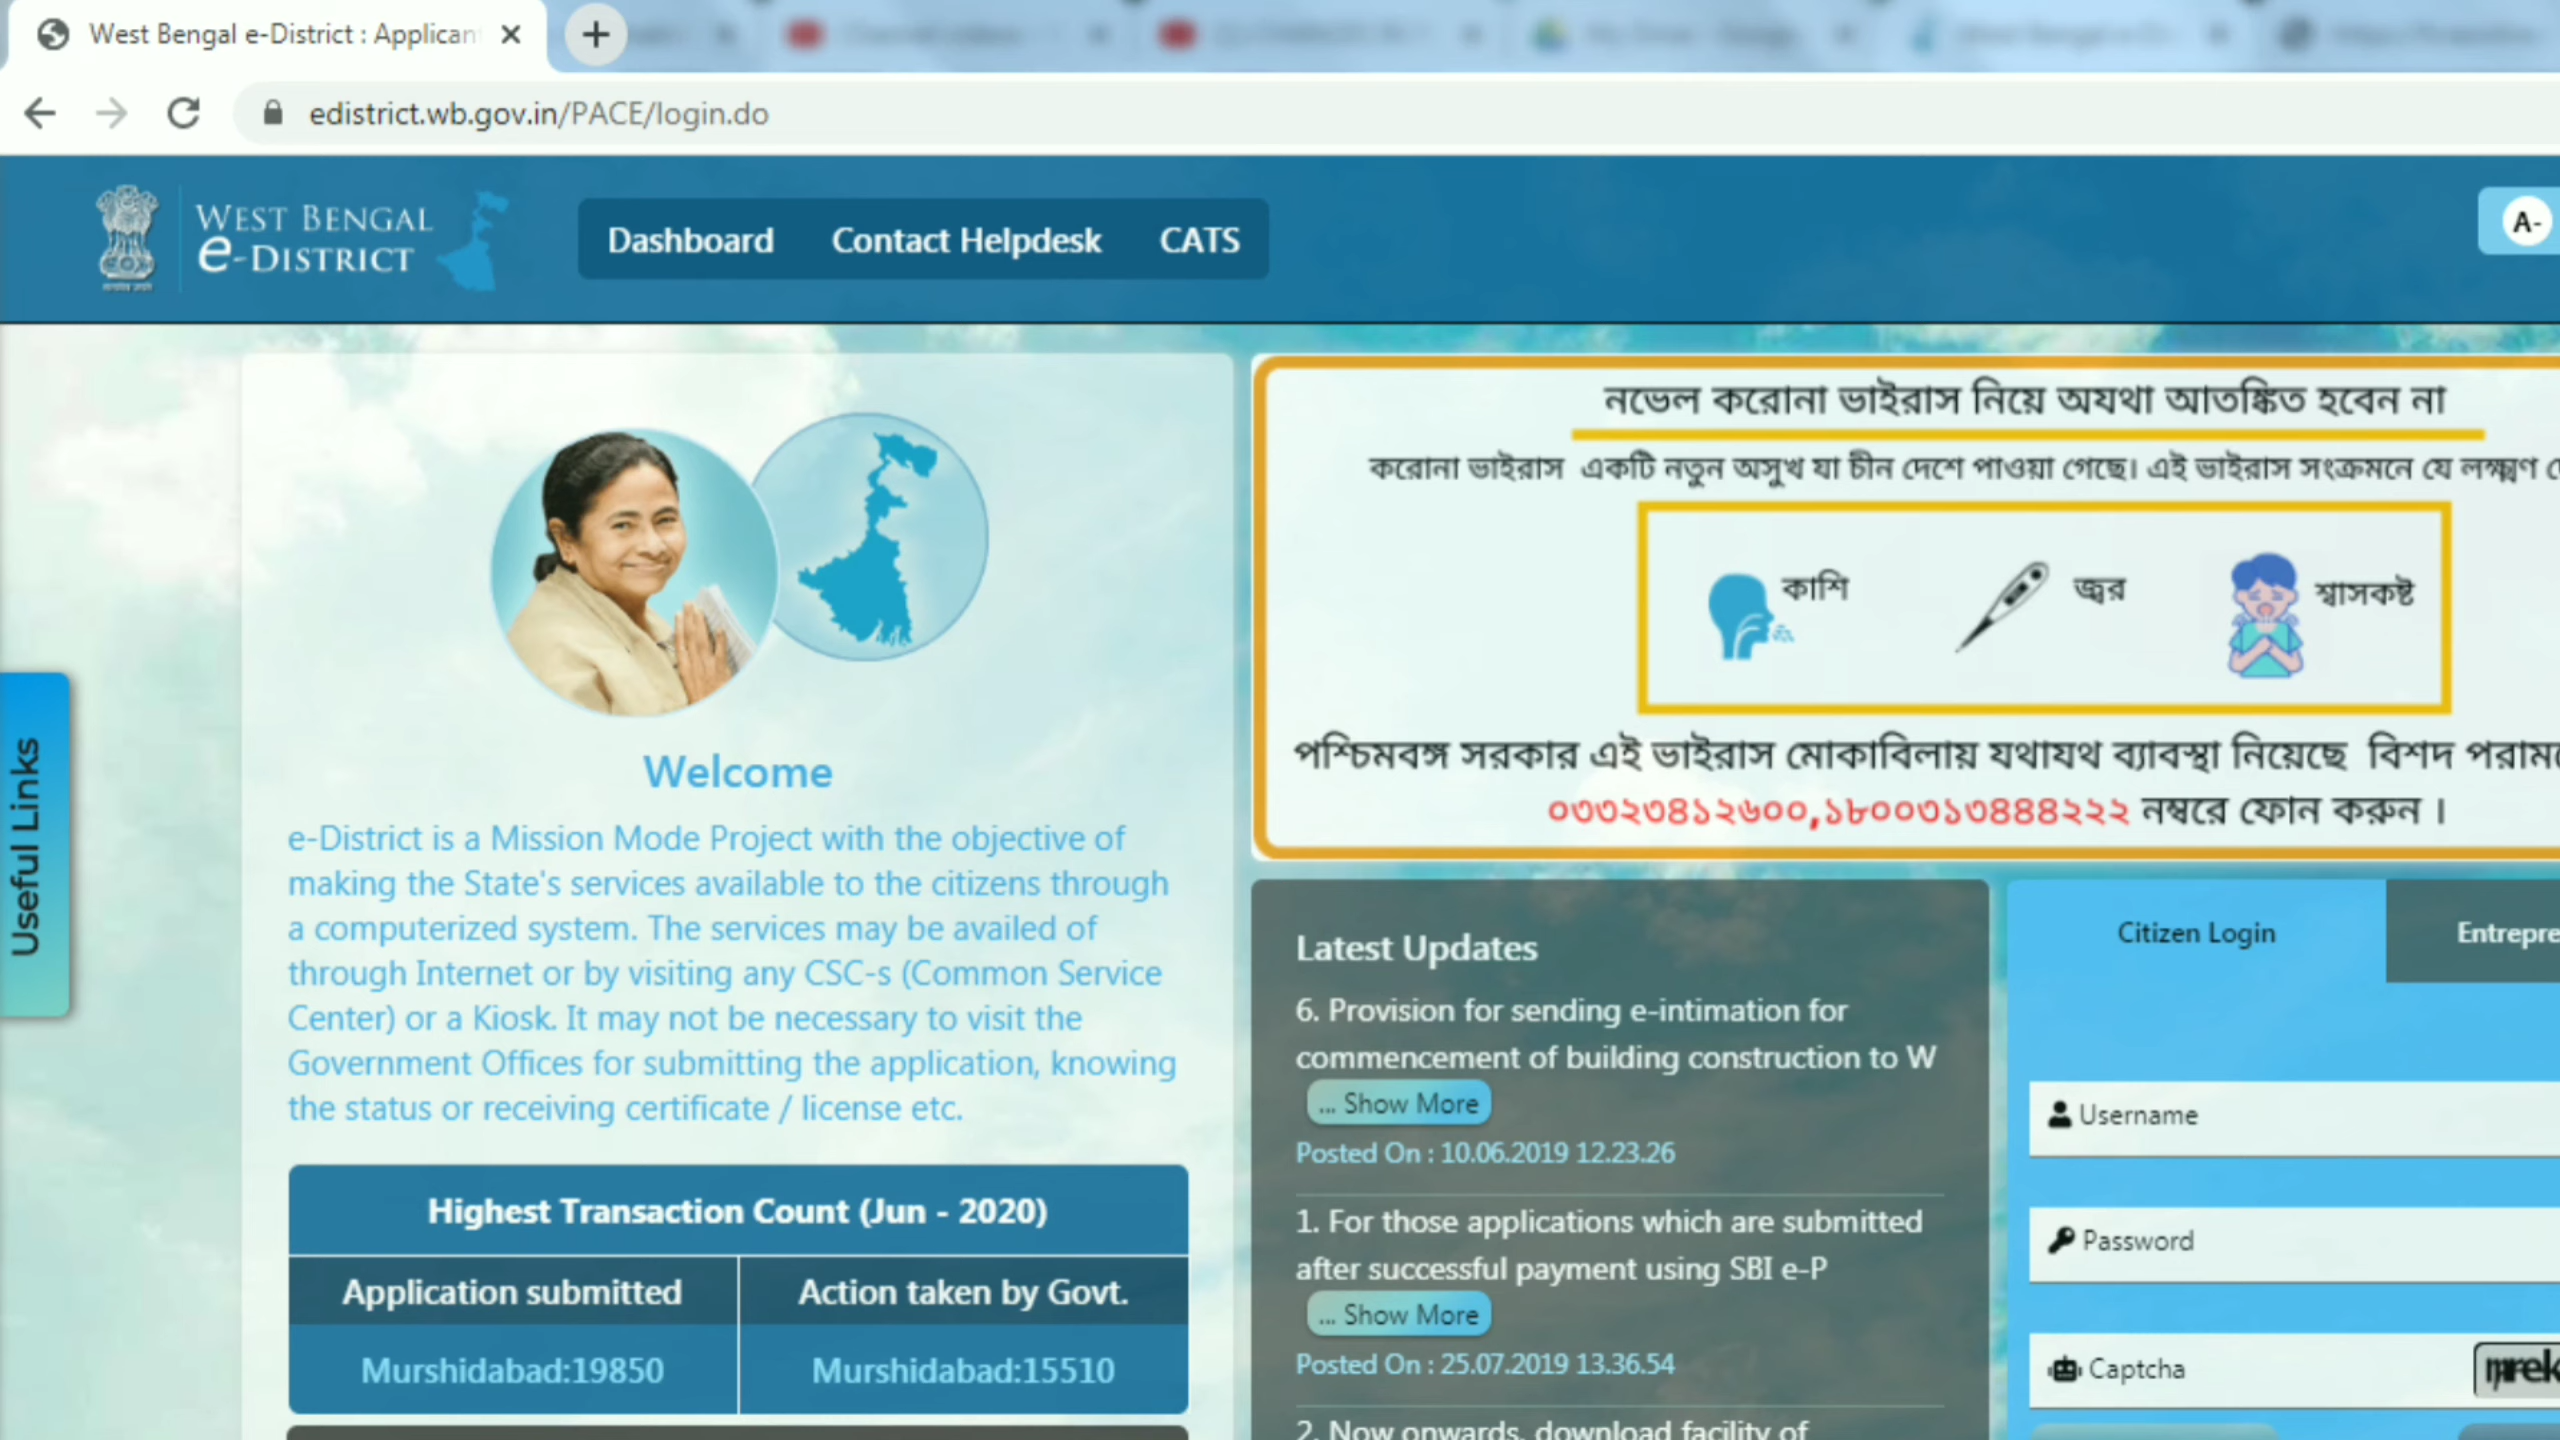 West Bengal e-District : Applican
edistrict.wb.gov.in/PACE/login.do
WEST BENGAL
e-DISTRICT
Dashboard
Contact Helpdesk
CATS
A-
Useful Links
Welcome
e-District is a Mission Mode Project with the objective of
making the State's services available to the citizens through
a computerized system. The services may be availed of
through Internet or by visiting any CSC-s (Common Service
Center) or a Kiosk. It may not be necessary to visit the
Government Offices for submitting the application, knowing
the status or receiving certificate / license etc.
Highest Transaction Count (Jun - 2020)
Application submitted
Action taken by Govt.
Murshidabad:19850
Murshidabad:15510
নভেল করোনা ভাইরাস নিয়ে অযথা আতঙ্কিত হবেন না
করোনা ভাইরাস একটি নতুন অসুখ যা চীন দেশে পাওয়া গেছে। এই ভাইরাস সংক্রমনে যে লক্ষ্মণ
কাশি
জ্বর
শ্বাসকষ্ট
পশ্চিমবঙ্গ সরকার এই ভাইরাস মোকাবিলায় যথাযথ ব্যাবস্থা নিয়েছে বিশদ
০৩৩২৩৪১২৬০০,১৮০০৩১৩৪৪৪২২২ নম্বরে ফোন করুন ।
Latest Updates
6. Provision for sending e-intimation for
commencement of building construction to W
... Show More
Posted On : 10.06.2019 12.23.26
1. For those applications which are submitted
after successful payment using SBI e-P
... Show More
Posted On : 25.07.2019 13.36.54
2. Now onwards, download facility of
Citizen Login
Entrepre
Username
Password
Captcha